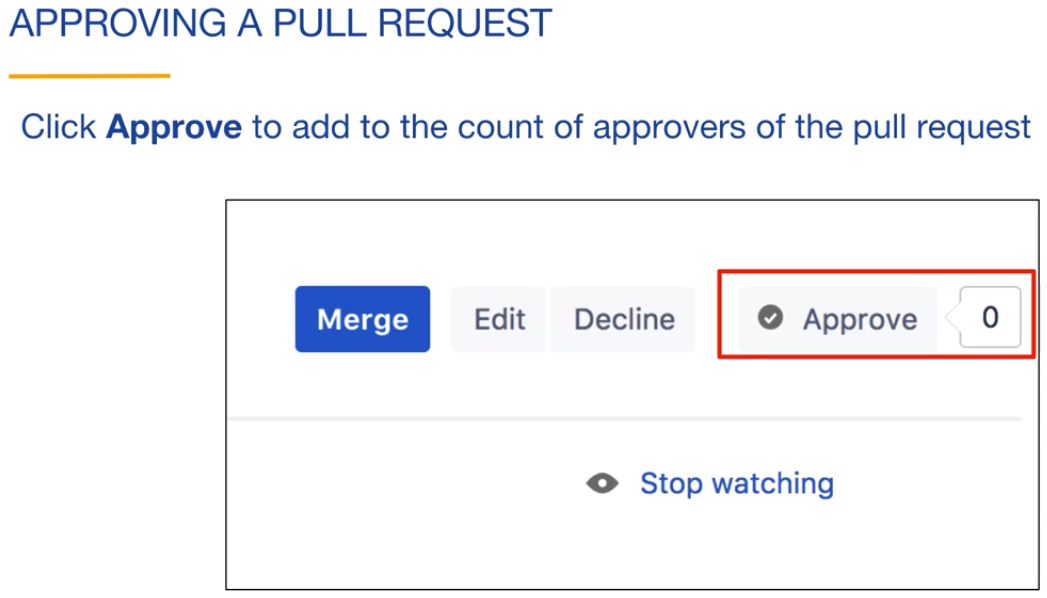 APPROVING A PULL REQUEST
Click Approve to add to the count of approvers of the pull request
Merge Edit Decline Approve 0
Stop watching